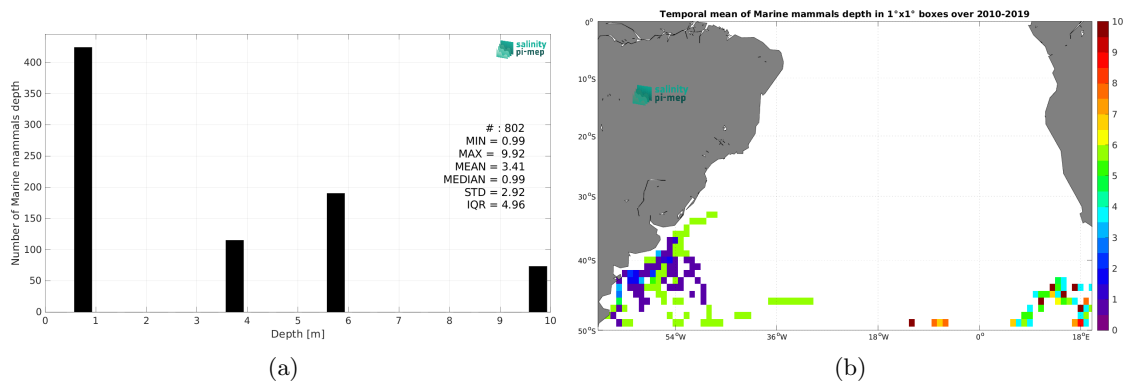 salinity
pi-mep
# : 802
MIN = 0.99
MAX = 9.92
MEAN = 3.41
MEDIAN = 0.99
STD = 2.92
IQR = 4.96
Number of Marine mammals depth
400
350
300
250
200
150
100
50
0
0 1 2 3 4 5 6 7 8 9 10
Depth [m]
(a)
Temporal mean of Marine mammals depth in 1°x1° boxes over 2010-2019
salinity
pi-mep
0°
10°S
20°S
30°S
40°S
50°S
54°W 36°W 18°W 0° 18°E
10
9
8
7
6
5
4
3
2
1
0
(b)